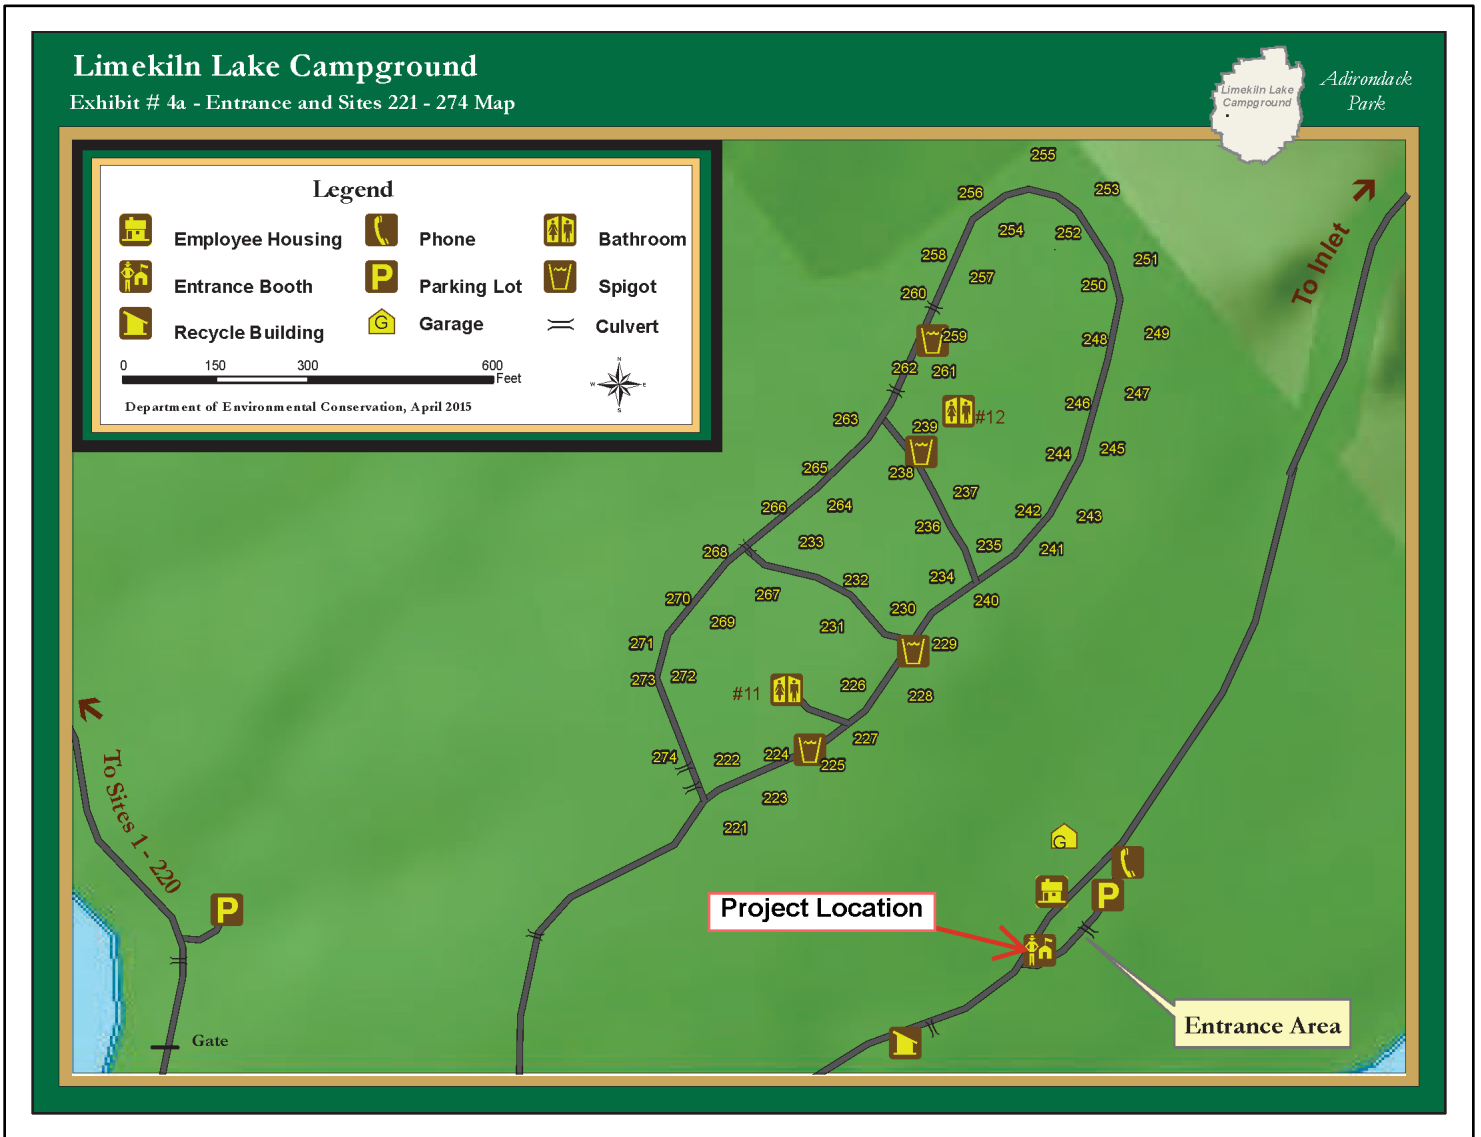 Limekiln Lake Campground
Exhibit # 4a - Entrance and Sites 221 - 274 Map
Limekiln Lake
Campground
Adirondack
Park
Legend
Employee Housing
Phone
Bathroom
Entrance Booth
P
Parking Lot
Spigot
Recycle Building
G
Garage
Culvert
0 150 300 600
Feet
N
W E
S
Department of Environmental Conservation, April 2015
To Inlet
255
256
253
254
252
258
251
257
250
260
259
248
249
262
261
247
246
263
239
#12
245
244
265
238
237
266
264
242
243
236
233
235
241
268
232
234
267
270
230
240
269
231
271
229
272
273
226
228
#11
227
274
222
224
225
223
221
To Sites 1 - 220
P
Gate
G
P
Project Location
Entrance Area